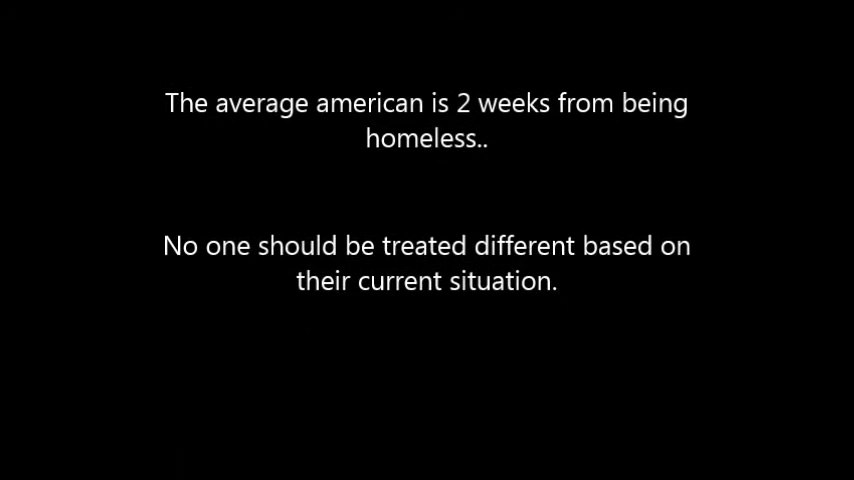 The average american is 2 weeks from being
homeless..
No one should be treated different based on
their current situation.